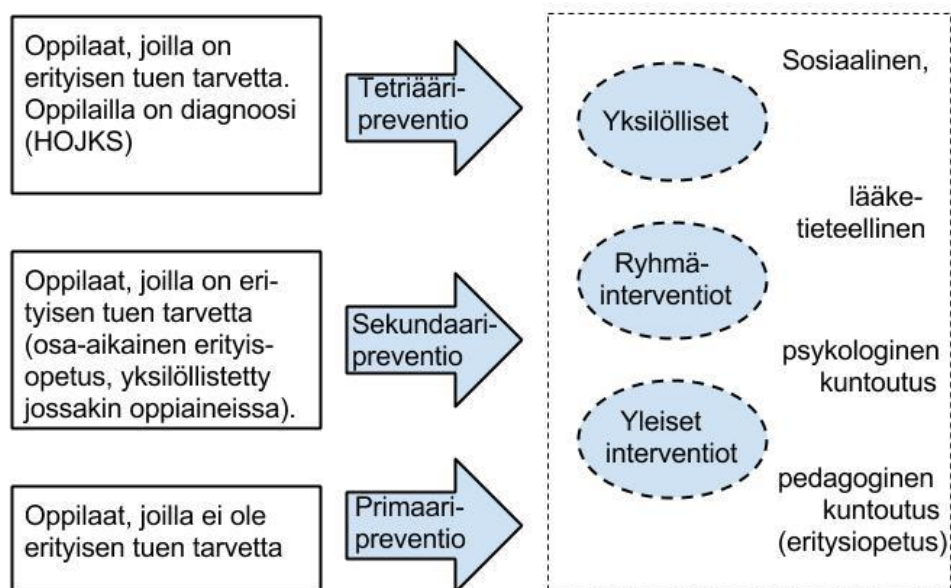 Oppilaat, joilla on
erityisen tuen tarvetta.
Oppilailla on diagnoosi
(HOJKS)
Tetriääri-
preventio
Yksilölliset
Sosiaalinen,
lääke-
tieteellinen
Oppilaat, joilla on eri-
tyisen tuen tarvetta
(osa-aikainen erityis-
opetus, yksilöllistetty
jossakin oppiaineissa).
Sekundaari-
preventio
Ryhmä-
interventiot
psykologinen
kuntoutus
Oppilaat, joilla ei ole
erityisen tuen tarvetta
Primaari-
preventio
Yleiset
interventiot
pedagoginen
kuntoutus
(eritysiopetus)